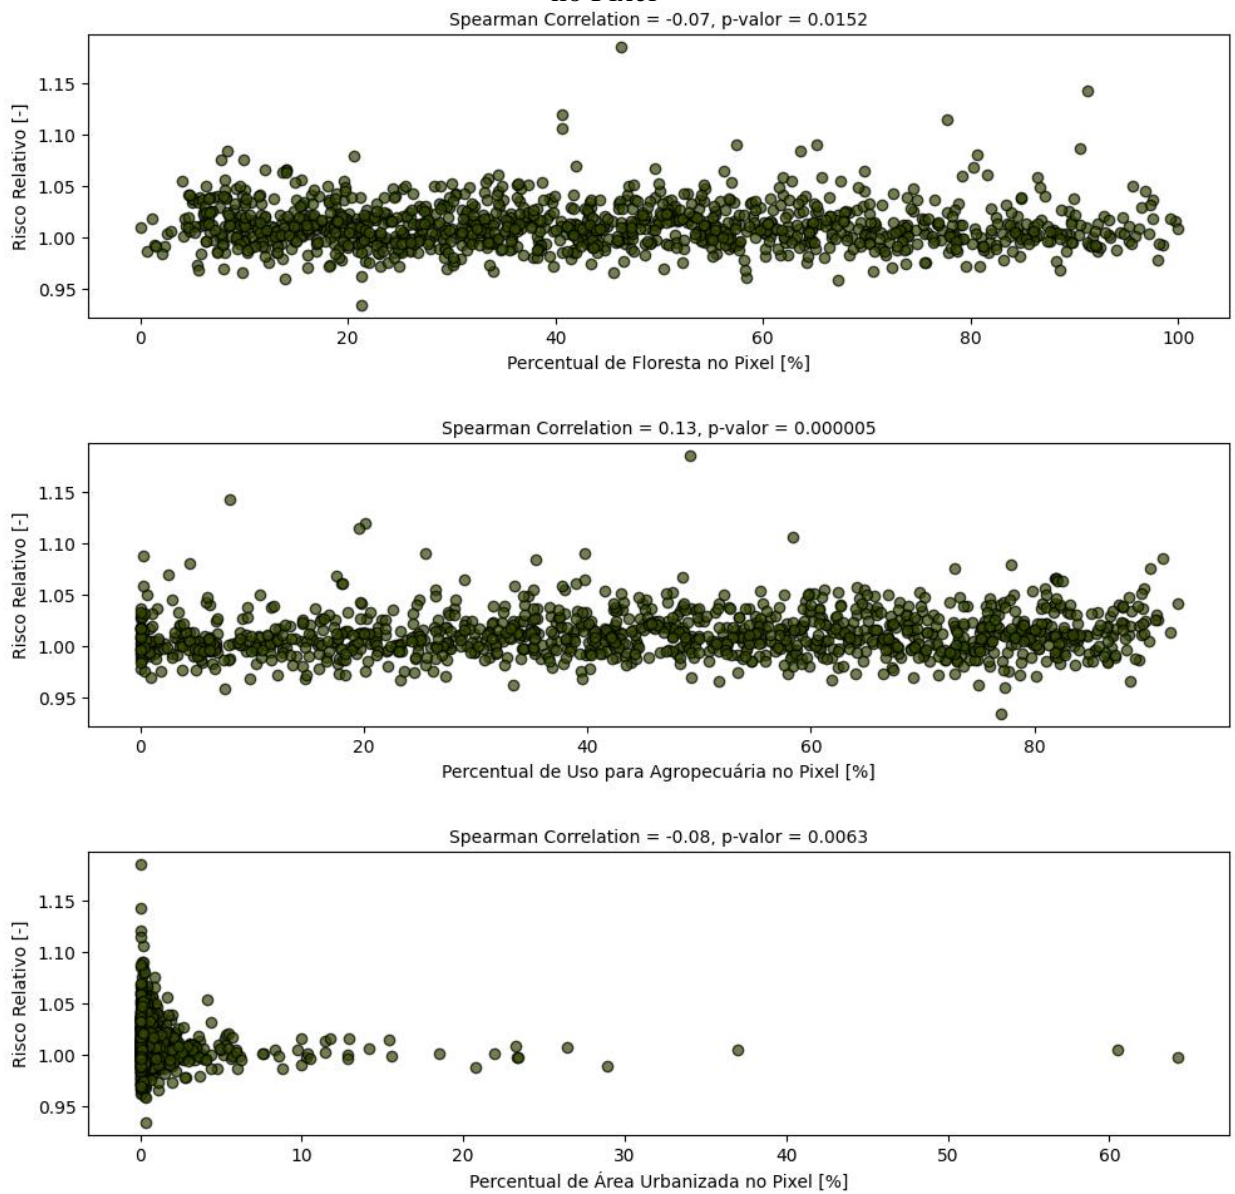 no Pixel
Spearman Correlation = -0.07, p-valor = 0.0152
1.15
1.10
1.05
1.00
0.95
Risco Relativo [-]
0 20 40 60 80 100
Percentual de Floresta no Pixel [%]
Spearman Correlation = 0.13, p-valor = 0.000005
1.15
1.10
1.05
1.00
0.95
Risco Relativo [-]
0 20 40 60 80
Percentual de Uso para Agropecuária no Pixel [%]
Spearman Correlation = -0.08, p-valor = 0.0063
1.15
1.10
1.05
1.00
0.95
Risco Relativo [-]
0 10 20 30 40 50 60
Percentual de Área Urbanizada no Pixel [%]